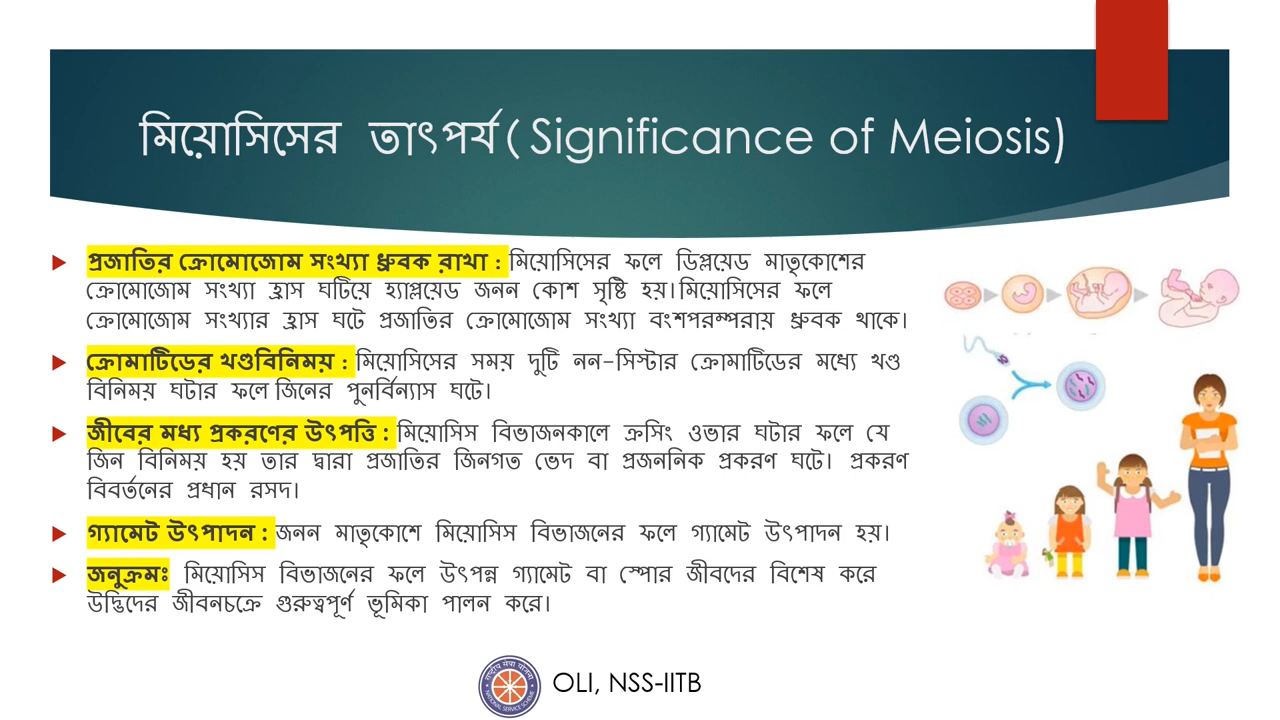 মিয়োসিসের তাৎপর্য(Significance of Meiosis)
প্রজাতির ক্রোমোজোম সংখ্যা ধ্রুবক রাখা : মিয়োসিসের ফলে ডিপ্লয়েড মাতৃকোশের
ক্রোমোজোম সংখ্যা হ্রাস ঘটিয়ে হ্যাপ্লয়েড জনন কোশ সৃষ্টি হয়।মিয়োসিসের ফলে
ক্রোমোজোম সংখ্যার হ্রাস ঘটে প্রজাতির ক্রোমোজোম সংখ্যা বংশপরম্পরায় ধ্রুবক থাকে।
ক্রোমাটিডের খণ্ডবিনিময় : মিয়োসিসের সময় দুটি নন-সিস্টার ক্রোমাটিডের মধ্যে খণ্ড
বিনিময় ঘটার ফলে জিনের পুনর্বিন্যাস ঘটে।
জীবের মধ্য প্রকরণের উৎপত্তি : মিয়োসিস বিভাজনকালে ক্রসিং ওভার ঘটার ফলে যে
জিন বিনিময় হয় তার দ্বারা প্রজাতির জিনগত ভেদ বা প্রজননিক প্রকরণ ঘটে। প্রকরণ
বিবর্তনের প্রধান রসদ।
গ্যামেট উৎপাদন : জনন মাতৃকোশে মিয়োসিস বিভাজনের ফলে গ্যামেট উৎপাদন হয়।
জনুক্রমঃ মিয়োসিস বিভাজনের ফলে উৎপন্ন গ্যামেট বা স্পোর জীবদের বিশেষ করে
উদ্ভিদের জীবনচক্রে গুরুত্বপূর্ণ ভূমিকা পালন করে।
OLI, NSS-IITB